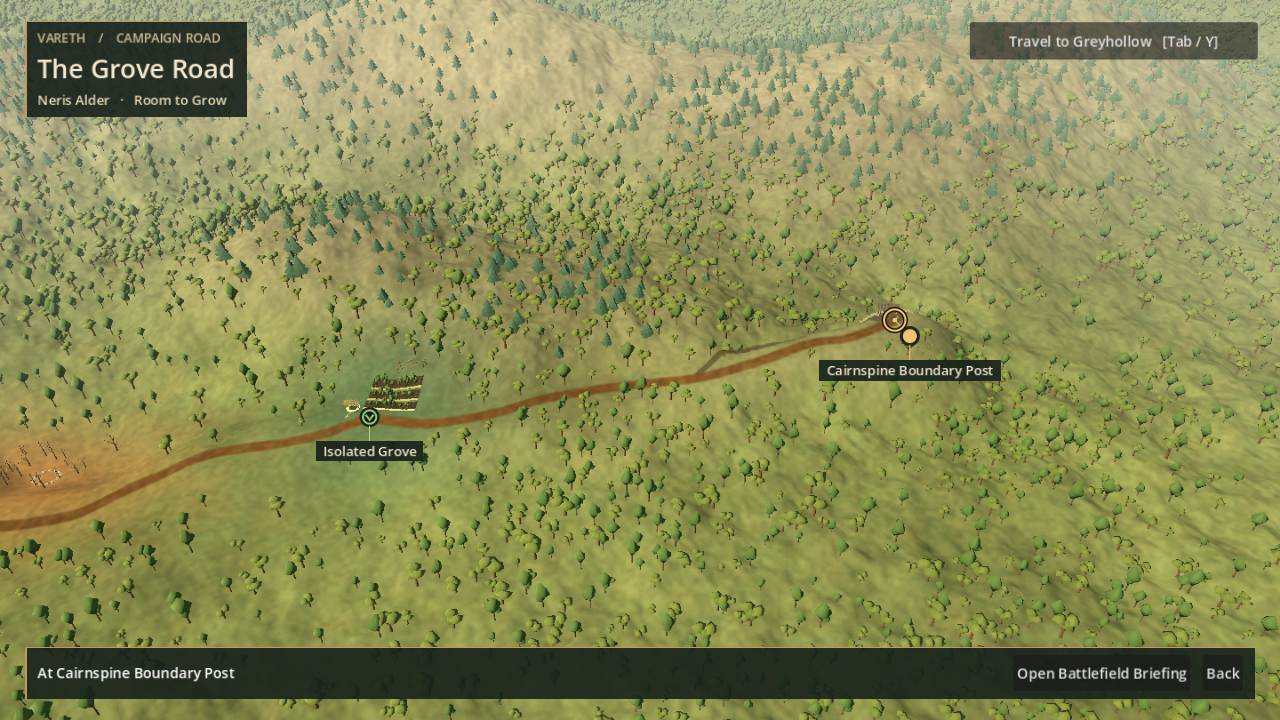 VARETH / CAMPAIGN ROAD
The Grove Road
Neris Alder · Room to Grow
Travel to Greyhollow [Tab / Y]
Cairnspine Boundary Post
Isolated Grove
At Cairnspine Boundary Post
Open Battlefield Briefing
Back